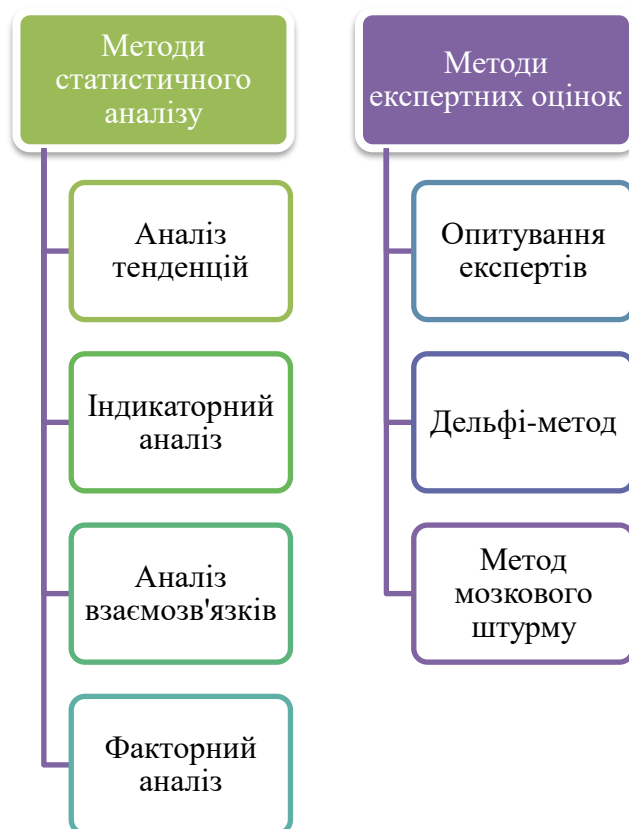 Методи
статистичного
аналізу
Аналіз
тенденцій
Індикаторний
аналіз
Аналіз
взаємозв'язків
Факторний
аналіз
Методи
експертних оцінок
Опитування
експертів
Дельфі-метод
Метод
мозкового
штурму